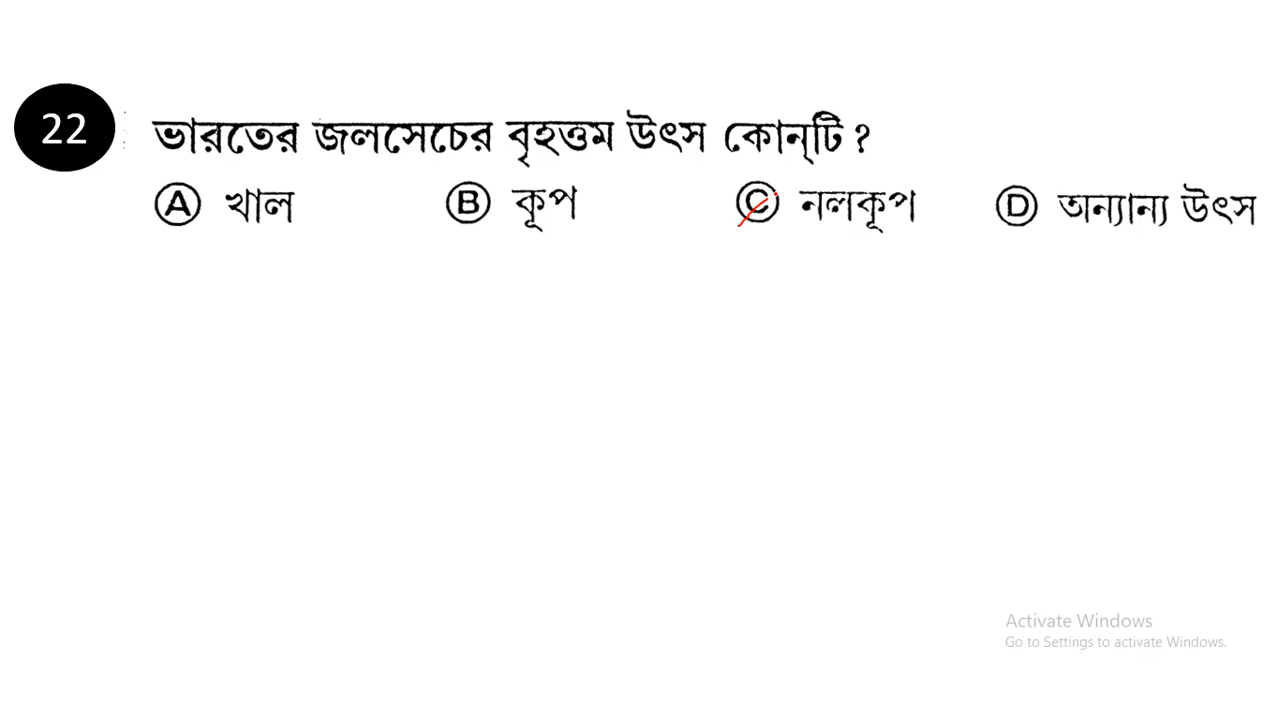 22 ভারতের জলসেচের বৃহত্তম উৎস কোন্‌টি ?
Ⓐ খাল Ⓑ কূপ Ⓒ নলকূপ Ⓓ অন্যান্য উৎস
Activate Windows
Go to Settings to activate Windows.